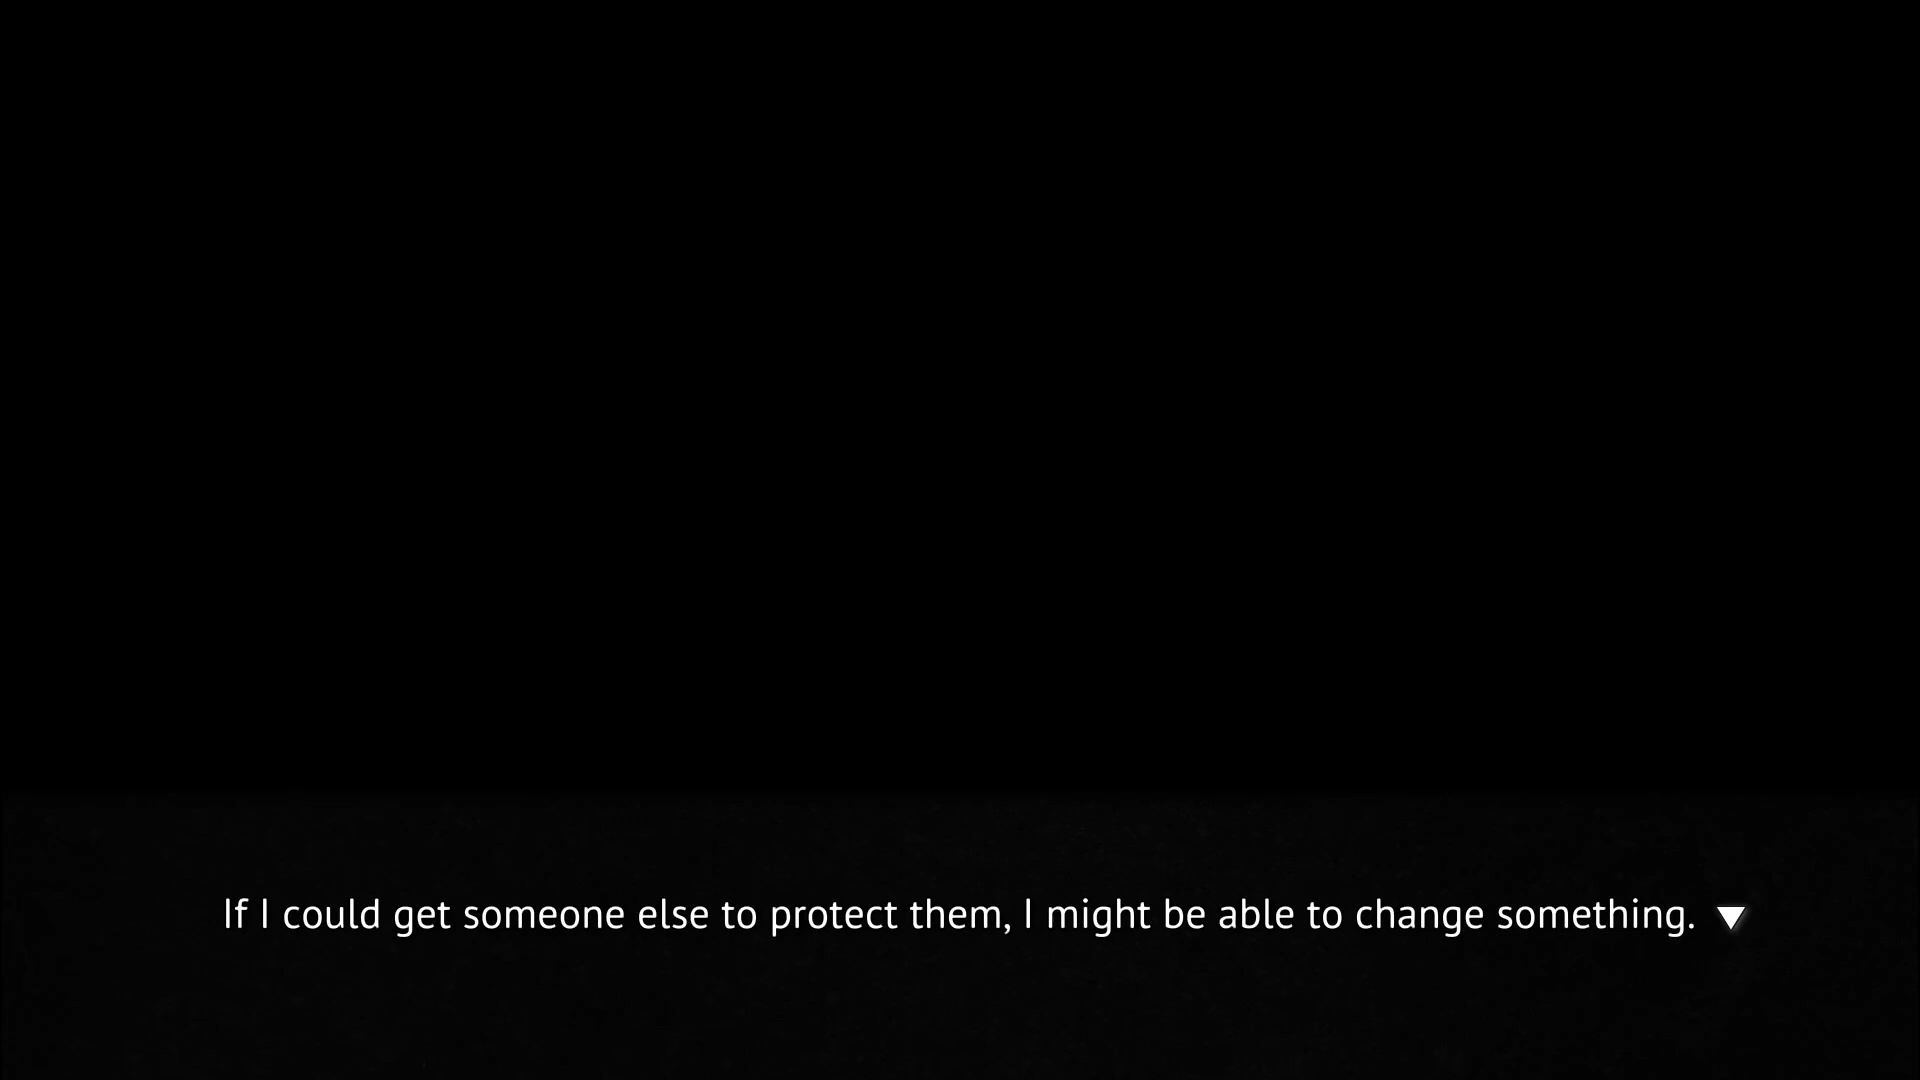 If I could get someone else to protect them, I might be able to change something.